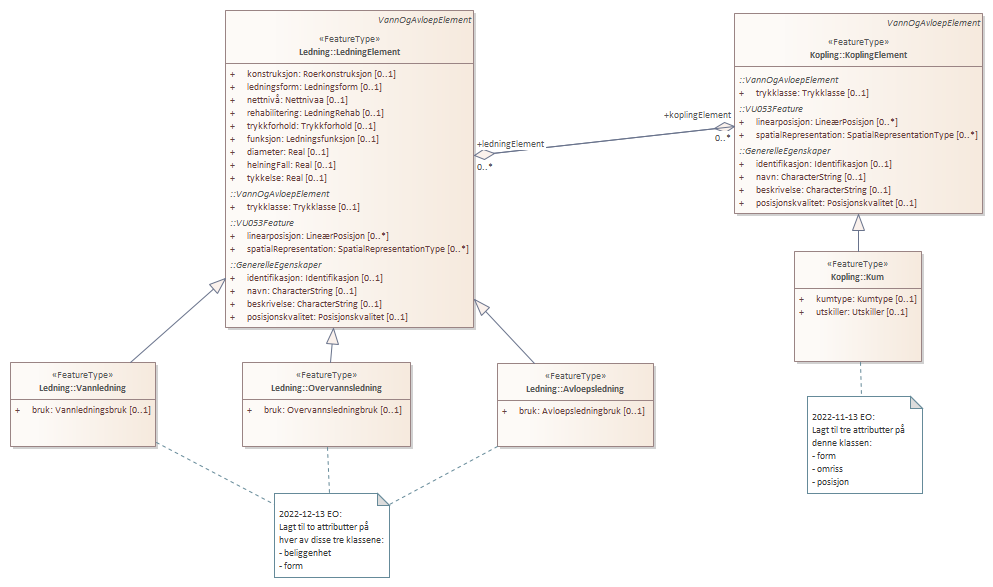 VannOgAvloepElement
«FeatureType»
Ledning::LedningElement
+ konstruksjon: Roerkonstruksjon [0..1]
+ ledningsform: Ledningsform [0..1]
+ nettnivå: Nettnivaa [0..1]
+ rehabilitering: LedningRehab [0..1]
+ trykkforhold: Trykkforhold [0..1]
+ funksjon: Ledningsfunksjon [0..1]
+ diameter: Real [0..1]
+ helningFall: Real [0..1]
+ tykkelse: Real [0..1]
::VannOgAvloepElement
+ trykklasse: Trykklasse [0..1]
::VU053Feature
+ linearposisjon: LineærPosisjon [0..*]
+ spatialRepresentation: SpatialRepresentationType [0..*]
::GenerelleEgenskaper
+ identifikasjon: Identifikasjon [0..1]
+ navn: CharacterString [0..1]
+ beskrivelse: CharacterString [0..1]
+ posisjonskvalitet: Posisjonskvalitet [0..1]
+ledningElement
0..*
+koplingElement
0..*
VannOgAvloepElement
«FeatureType»
Kopling::KoplingElement
::VannOgAvloepElement
+ trykklasse: Trykklasse [0..1]
::VU053Feature
+ linearposisjon: LineærPosisjon [0..*]
+ spatialRepresentation: SpatialRepresentationType [0..*]
::GenerelleEgenskaper
+ identifikasjon: Identifikasjon [0..1]
+ navn: CharacterString [0..1]
+ beskrivelse: CharacterString [0..1]
+ posisjonskvalitet: Posisjonskvalitet [0..1]
«FeatureType»
Kopling::Kum
+ kumtype: Kumtype [0..1]
+ utskiller: Utskiller [0..1]
«FeatureType»
Ledning::Vannledning
+ bruk: Vannledningsbruk [0..1]
«FeatureType»
Ledning::Overvannsledning
+ bruk: Overvannsledningbruk [0..1]
«FeatureType»
Ledning::Avloepsledning
+ bruk: Avloepsledningbruk [0..1]
2022-11-13 EO:
Lagt til tre attributter på
denne klassen:
- form
- omriss
- posisjon
2022-12-13 EO:
Lagt til to attributter på
hver av disse tre klassene:
- beliggenhet
- form